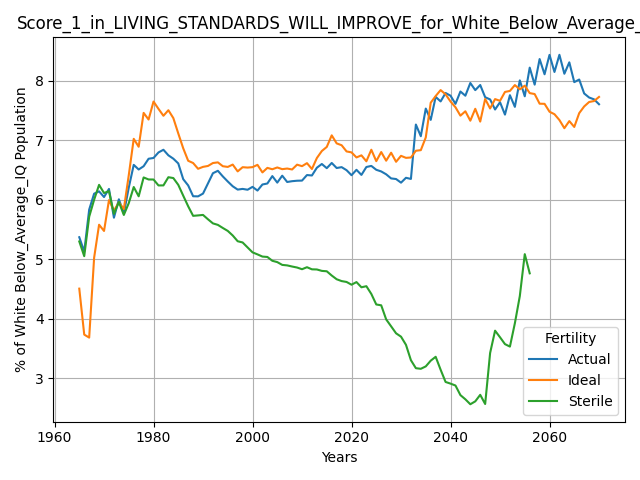 Score_1_in_LIVING_STANDARDS_WILL_IMPROVE_for_White_Below_Average_
% of White Below_Average_IQ Population
8
7
6
5
4
3
1960 1980 2000 2020 2040 2060
Years
Fertility
Actual
Ideal
Sterile